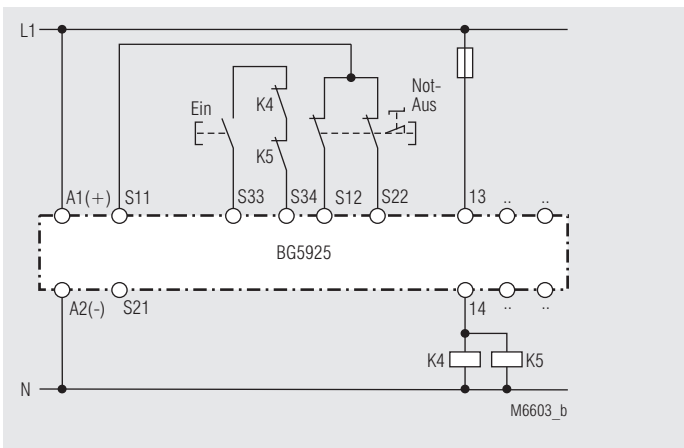 L1
Not-
Aus
Ein
K4
K5
A1(+) S11 S33 S34 S12 S22 13 .. ..
BG5925
A2(-) S21 14 .. ..
K4 K5
N
M6603_b